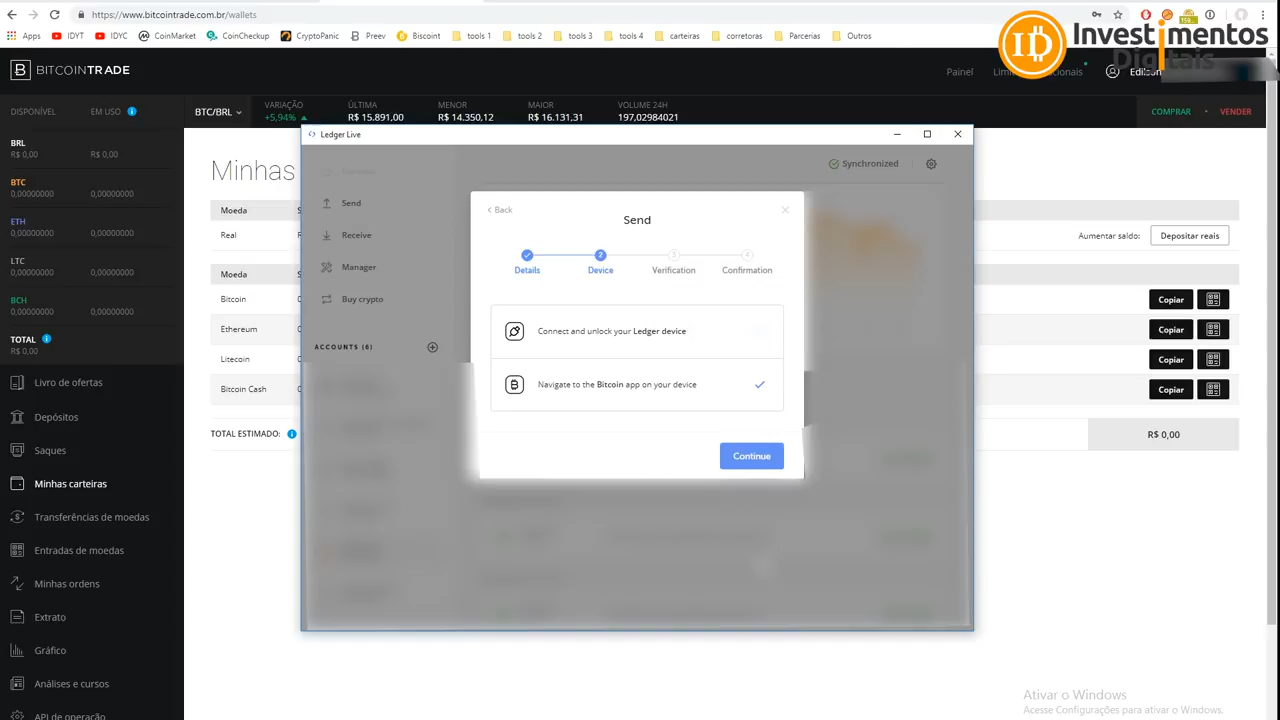 https://www.bitcointrade.com.br/wallets
Apps IDYT IDYC CoinMarket CoinCheckup CryptoPanic Preev Biscoint tools 1 tools 2 tools 3 tools 4 carteiras corretoras Parcerias Outros
ID Investimentos
Digitais
B BITCOINTRADE
Painel
Edilson
DISPONÍVEL EM USO
BTC/BRL
VARIAÇÃO ÚLTIMA MENOR MAIOR VOLUME 24H
+5,94% R$ 15.891,00 R$ 14.350,12 R$ 16.131,31 197,02984021
COMPRAR • VENDER
BRL
R$ 0,00 R$ 0,00
BTC
0,00000000 0,00000000
ETH
0,00000000 0,00000000
LTC
0,00000000 0,00000000
BCH
0,00000000 0,00000000
TOTAL
R$ 0,00
Livro de ofertas
Depósitos
Saques
Minhas carteiras
Transferências de moedas
Entradas de moedas
Minhas ordens
Extrato
Gráfico
Análises e cursos
API de operação
Minhas
Moeda
Real
Aumentar saldo: Depositar reais
Moeda
Bitcoin
Copiar
Ethereum
Copiar
Litecoin
Copiar
Bitcoin Cash
Copiar
TOTAL ESTIMADO:
R$ 0,00
Ledger Live
Synchronized
Send
Receive
Manager
Buy crypto
ACCOUNTS (6)
Back
Send
2 3 4
Details Device Verification Confirmation
Connect and unlock your Ledger device
Navigate to the Bitcoin app on your device
Continue
Ativar o Windows
Acesse Configurações para ativar o Windows.